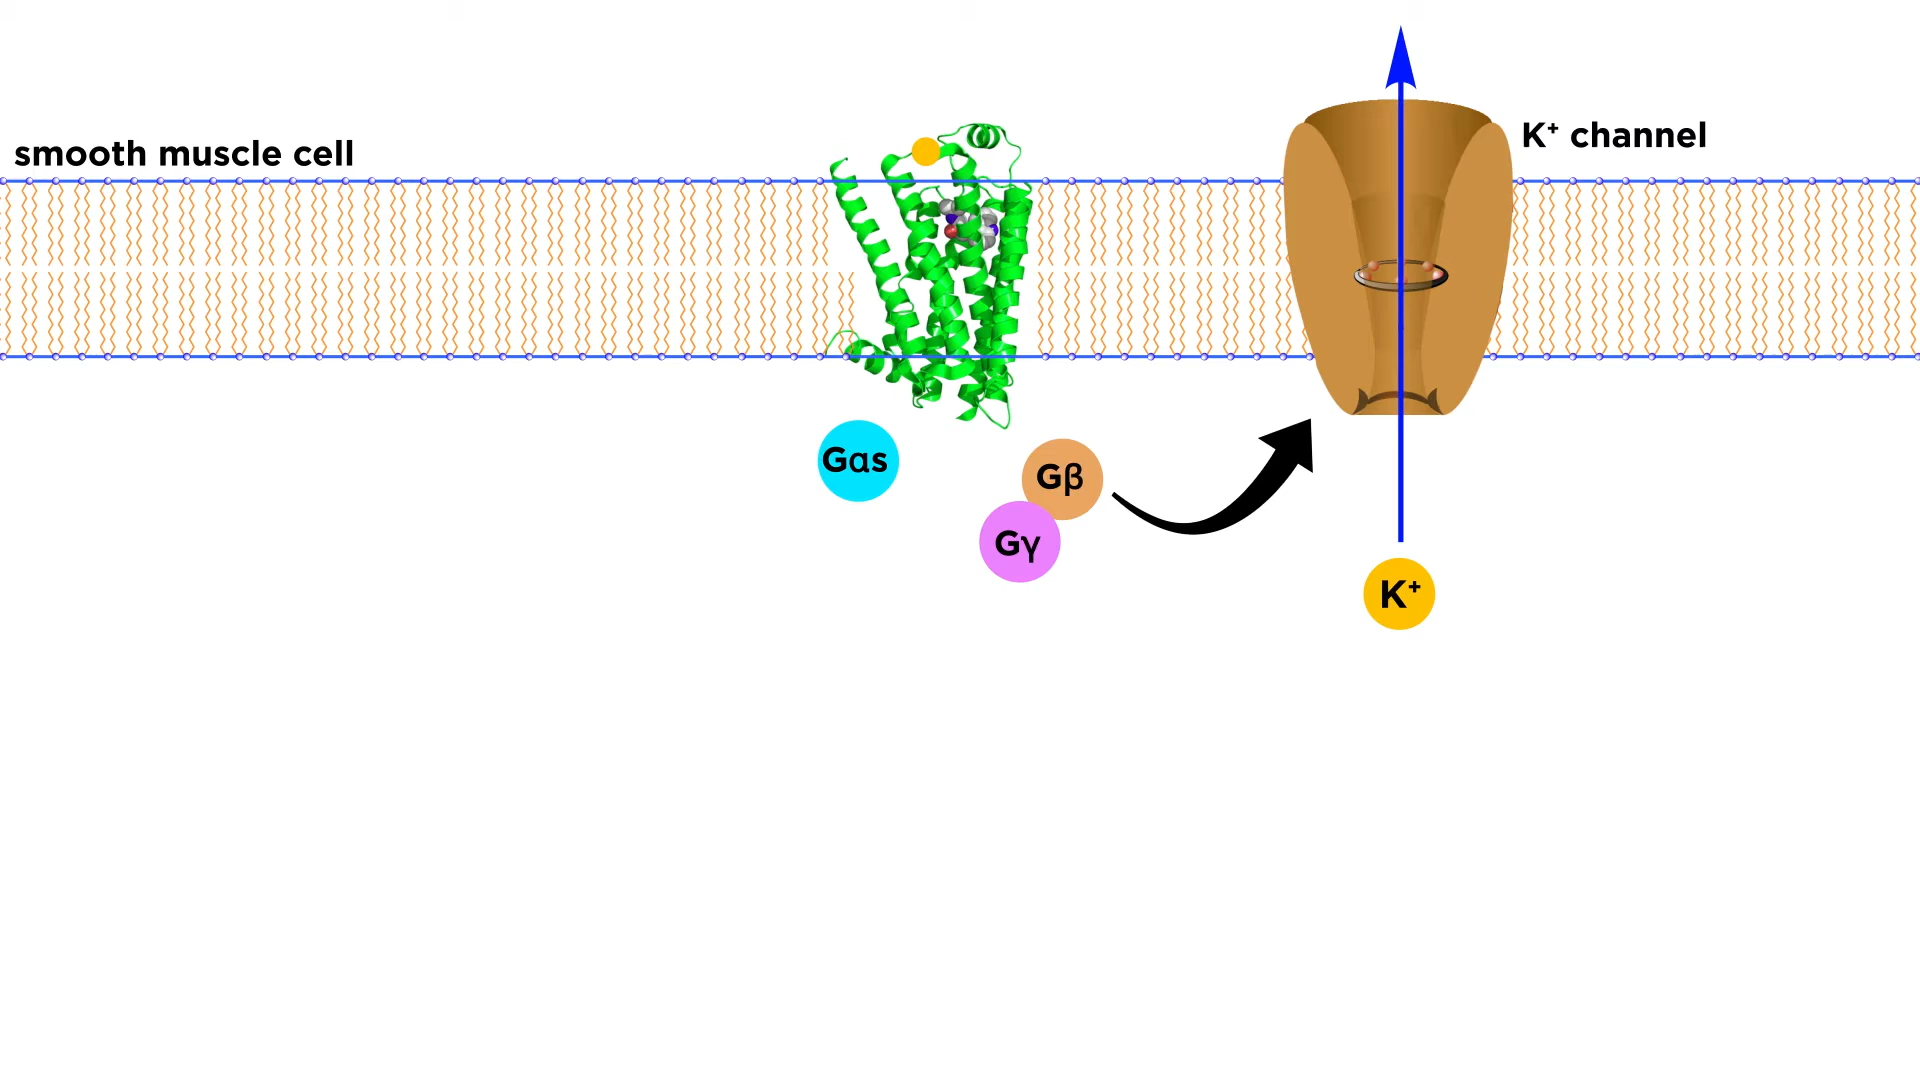 K⁺ channel
smooth muscle cell
Gαs
Gβ
Gγ
K⁺